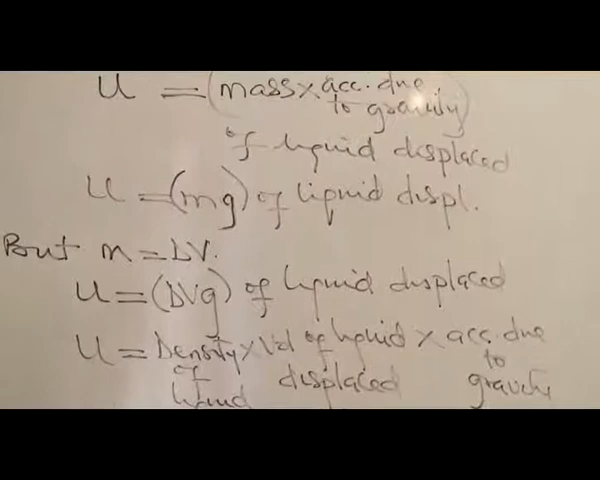 U = (mass x acc. due
to gravity)
of liquid displaced
U = (mg) of liquid displ.
But m = DV.
U = (DVg) of liquid displaced
U = Density x Vol of liquid x acc. due
of displaced to
liquid gravity